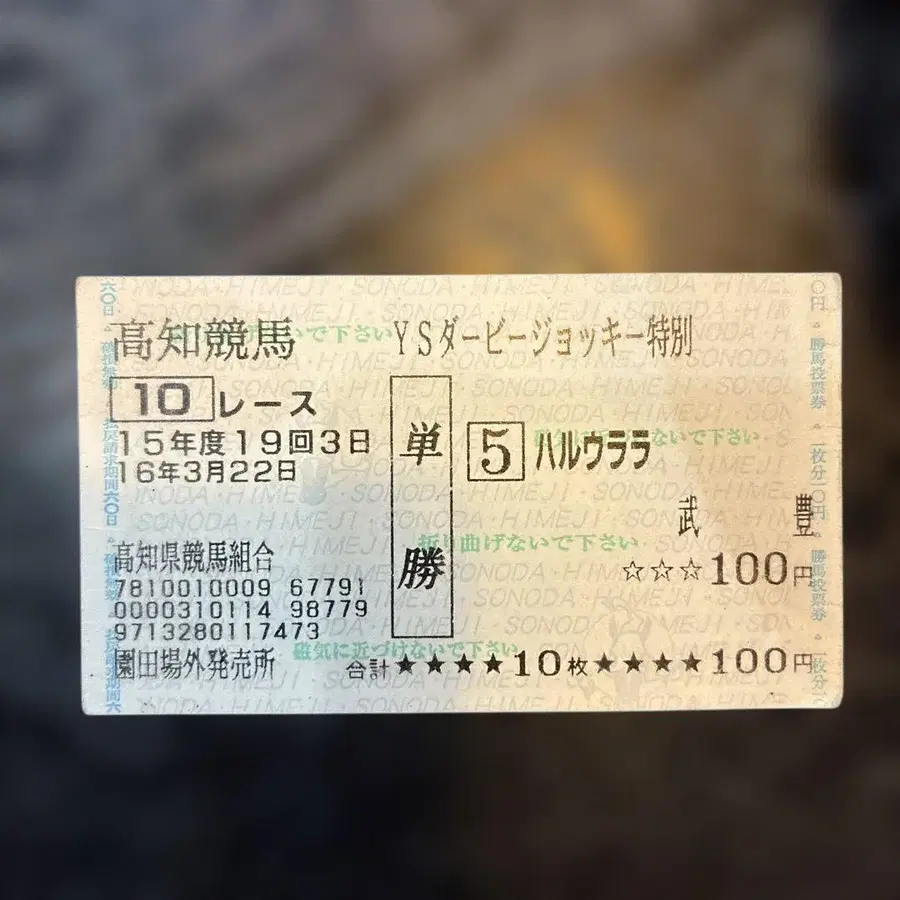 高知競馬 YSダービージョッキー特別
10 レース
15年度19回3日
16年3月22日
単勝
5 ハルウララ
武 豊
☆☆☆100円
高知県競馬組合
7810010009 67791
0000310114 98779
9713280117473
園田場外発売所
合計★★★★10枚★★★★100円
折り曲げないで下さい
磁気に近づけないで下さい
SONODA・HIMEJI
勝馬投票券